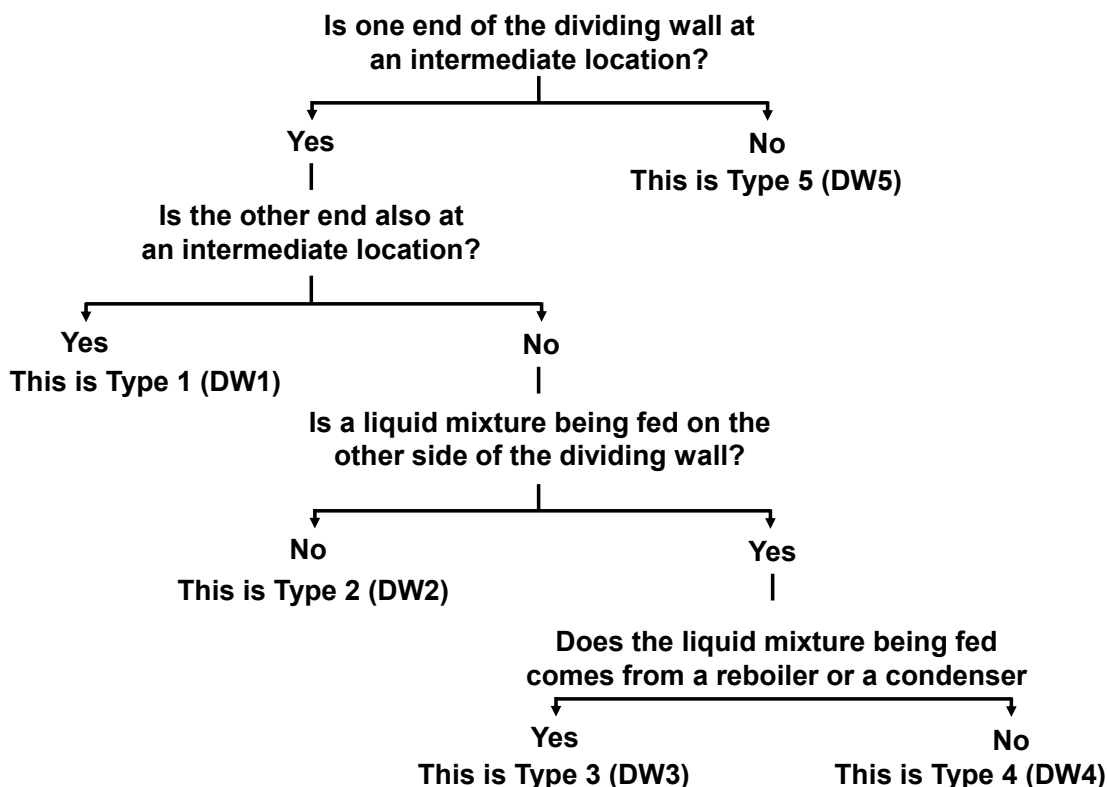 Is one end of the dividing wall at
an intermediate location?
Yes
No
This is Type 5 (DW5)
Is the other end also at
an intermediate location?
Yes
No
This is Type 1 (DW1)
Is a liquid mixture being fed on the
other side of the dividing wall?
No
Yes
This is Type 2 (DW2)
Does the liquid mixture being fed
comes from a reboiler or a condenser
Yes
No
This is Type 3 (DW3)
This is Type 4 (DW4)